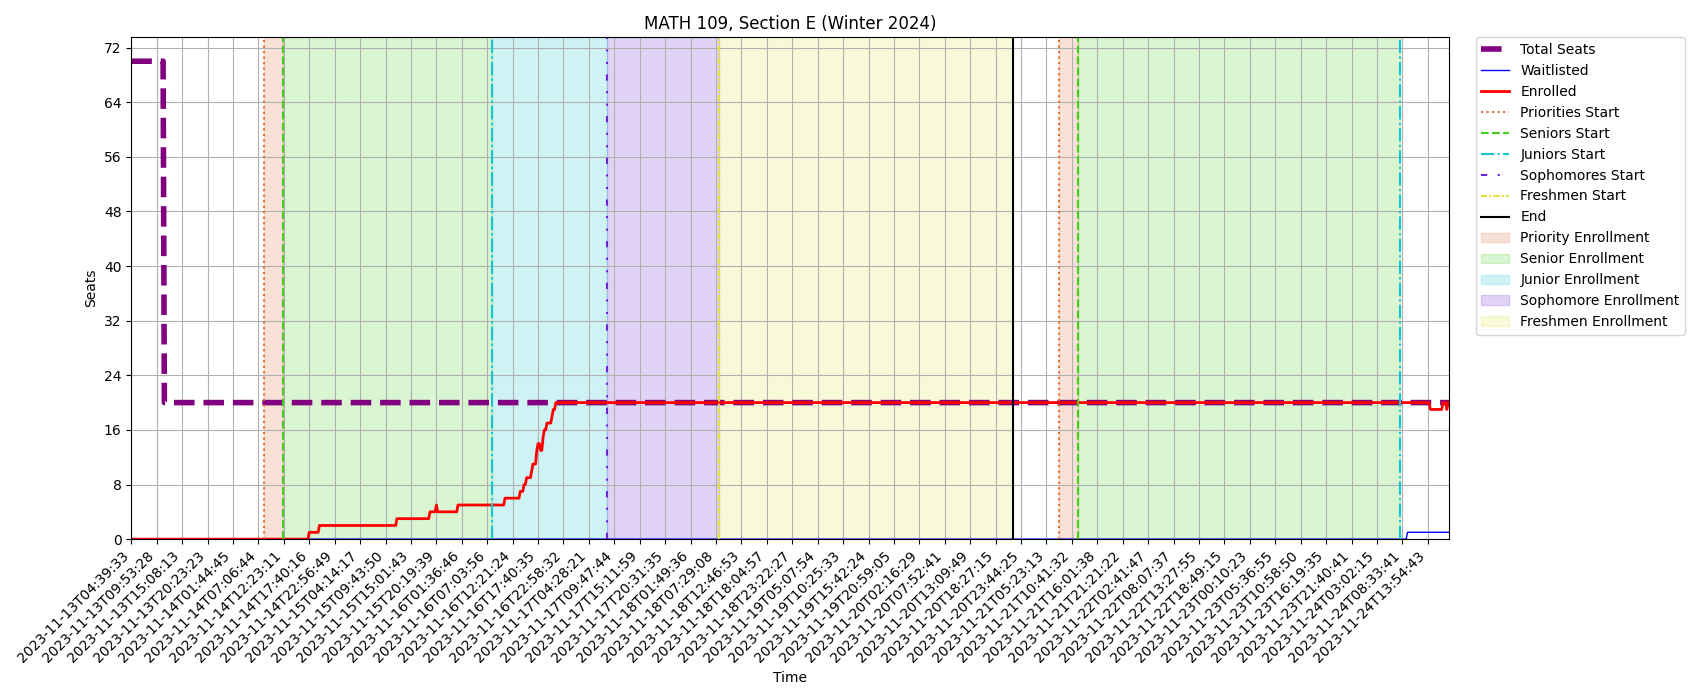 MATH 109, Section E (Winter 2024)
Seats
72
64
56
48
40
32
24
16
8
0
2023-11-13T04:39:33
2023-11-13T09:53:28
2023-11-13T15:08:13
2023-11-13T20:23:23
2023-11-14T01:44:45
2023-11-14T07:06:44
2023-11-14T12:23:11
2023-11-14T17:40:16
2023-11-14T22:56:49
2023-11-15T04:14:17
2023-11-15T09:43:50
2023-11-15T15:01:43
2023-11-15T20:19:39
2023-11-16T01:36:46
2023-11-16T07:03:56
2023-11-16T12:21:24
2023-11-16T17:40:35
2023-11-16T22:58:32
2023-11-17T04:28:21
2023-11-17T09:47:44
2023-11-17T15:11:59
2023-11-17T20:31:35
2023-11-18T01:49:36
2023-11-18T07:29:08
2023-11-18T12:46:53
2023-11-18T18:04:57
2023-11-18T23:22:27
2023-11-19T05:07:54
2023-11-19T10:25:33
2023-11-19T15:42:24
2023-11-19T20:59:05
2023-11-20T02:16:29
2023-11-20T07:52:41
2023-11-20T13:09:49
2023-11-20T18:27:15
2023-11-20T23:44:25
2023-11-21T05:23:13
2023-11-21T10:41:32
2023-11-21T16:01:38
2023-11-21T21:21:22
2023-11-22T02:41:47
2023-11-22T08:07:37
2023-11-22T13:27:55
2023-11-22T18:49:15
2023-11-23T00:10:23
2023-11-23T05:36:55
2023-11-23T10:58:50
2023-11-23T16:19:35
2023-11-23T21:40:41
2023-11-24T03:02:15
2023-11-24T08:33:41
2023-11-24T13:54:43
Time
Total Seats
Waitlisted
Enrolled
Priorities Start
Seniors Start
Juniors Start
Sophomores Start
Freshmen Start
End
Priority Enrollment
Senior Enrollment
Junior Enrollment
Sophomore Enrollment
Freshmen Enrollment